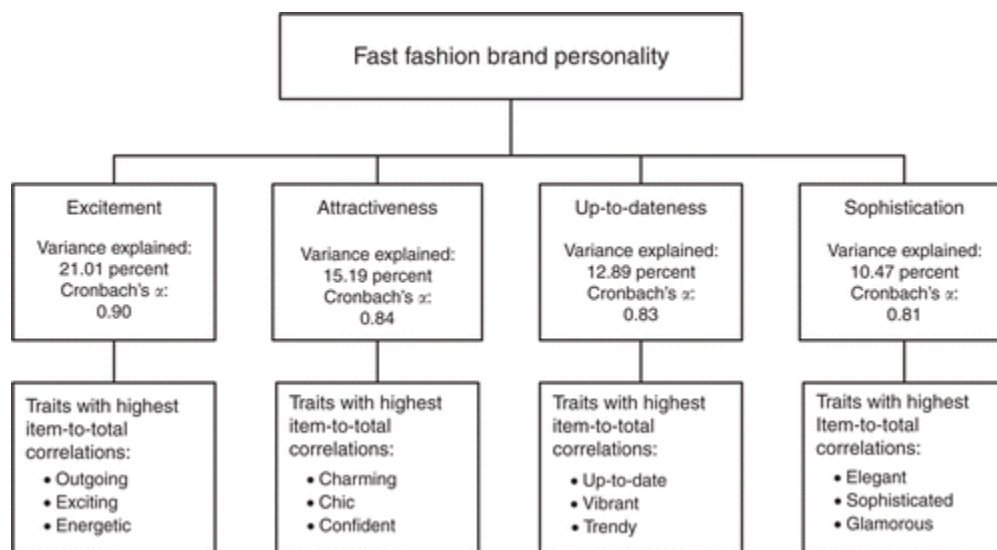 Fast fashion brand personality
Excitement
Variance explained:
21.01 percent
Cronbach's α:
0.90
Attractiveness
Variance explained:
15.19 percent
Cronbach's α:
0.84
Up-to-dateness
Variance explained:
12.89 percent
Cronbach's α:
0.83
Sophistication
Variance explained:
10.47 percent
Cronbach's α:
0.81
Traits with highest
item-to-total
correlations:
• Outgoing
• Exciting
• Energetic
Traits with highest
item-to-total
correlations:
• Charming
• Chic
• Confident
Traits with highest
item-to-total
correlations:
• Up-to-date
• Vibrant
• Trendy
Traits with highest
Item-to-total
correlations:
• Elegant
• Sophisticated
• Glamorous